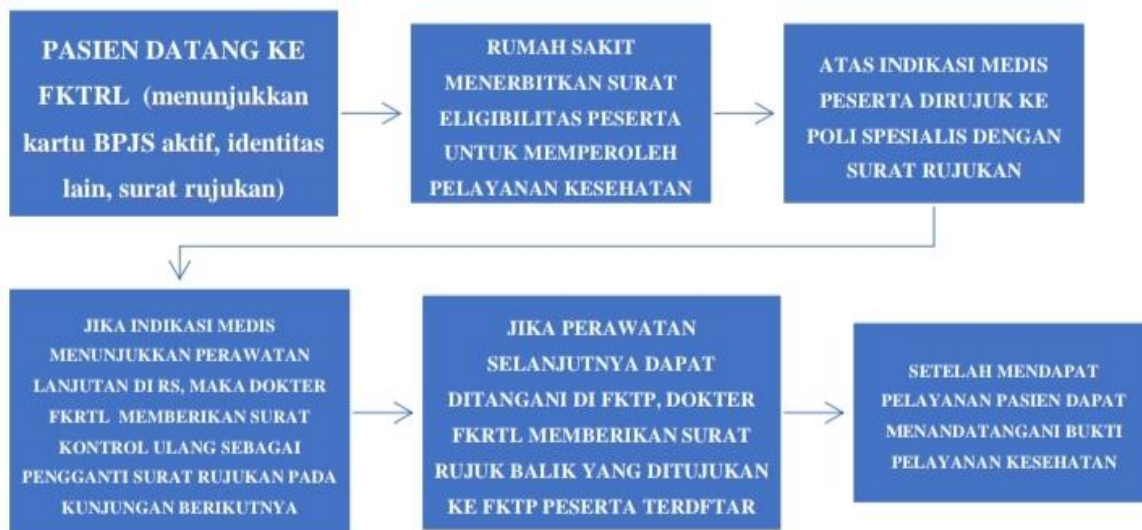 PASIEN DATANG KE
FKTRL (menunjukkan
kartu BPJS aktif, identitas
lain, surat rujukan)
RUMAH SAKIT
MENERBITKAN SURAT
ELIGIBILITAS PESERTA
UNTUK MEMPEROLEH
PELAYANAN KESEHATAN
ATAS INDIKASI MEDIS
PESERTA DIRUJUK KE
POLI SPESIALIS DENGAN
SURAT RUJUKAN
JIKA INDIKASI MEDIS
MENUNJUKKAN PERAWATAN
LANJUTAN DI RS, MAKA DOKTER
FKRTL MEMBERIKAN SURAT
KONTROL ULANG SEBAGAI
PENGGANTI SURAT RUJUKAN PADA
KUNJUNGAN BERIKUTNYA
JIKA PERAWATAN
SELANJUTNYA DAPAT
DITANGANI DI FKTP, DOKTER
FKRTL MEMBERIKAN SURAT
RUJUK BALIK YANG DITUJUKAN
KE FKTP PESERTA TERDFTAR
SETELAH MENDAPAT
PELAYANAN PASIEN DAPAT
MENANDATANGANI BUKTI
PELAYANAN KESEHATAN